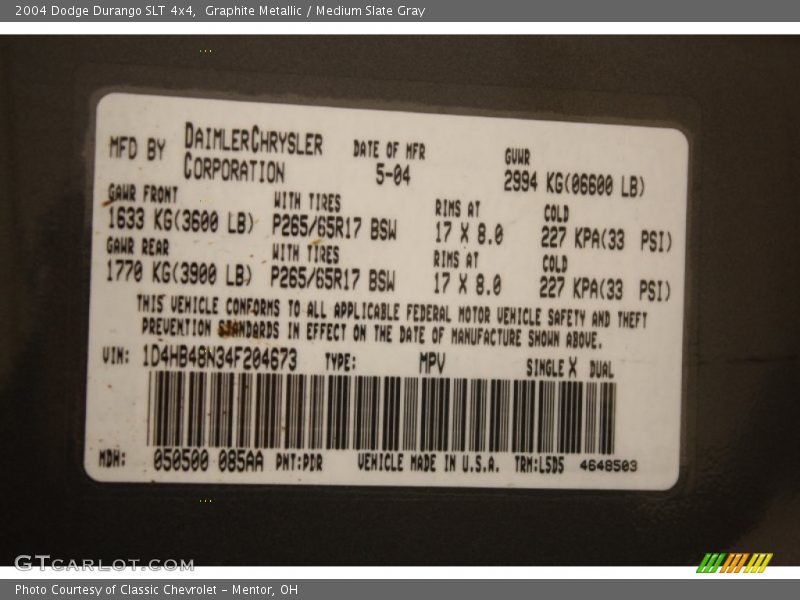 2004 Dodge Durango SLT 4x4,  Graphite Metallic / Medium Slate Gray
MFD BY DAIMLERCHRYSLER CORPORATION DATE OF MFR 5-04 GVWR 2994 KG(06600 LB)
GAWR FRONT WITH TIRES RIMS AT COLD
1633 KG(3600 LB) P265/65R17 BSW 17 X 8.0 227 KPA(33 PSI)
GAWR REAR WITH TIRES RIMS AT COLD
1770 KG(3900 LB) P265/65R17 BSW 17 X 8.0 227 KPA(33 PSI)
THIS VEHICLE CONFORMS TO ALL APPLICABLE FEDERAL MOTOR VEHICLE SAFETY AND THEFT
PREVENTION STANDARDS IN EFFECT ON THE DATE OF MANUFACTURE SHOWN ABOVE.
VIN: 1D4HB48N34F204673 TYPE: MPV SINGLE X DUAL
MDH: 050500 085AA PNT:PDR VEHICLE MADE IN U.S.A. TRM:L5D5 4648503
GTCARLOT.COM
Photo Courtesy of Classic Chevrolet - Mentor, OH